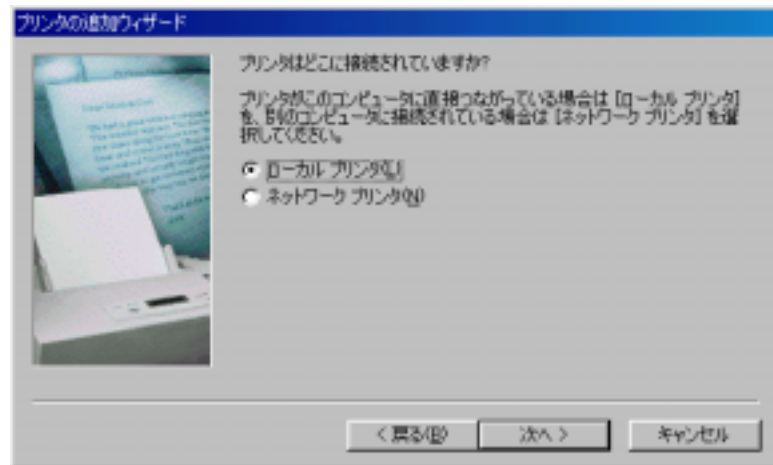 プリンタの追加ウィザード
プリンタはどこに接続されていますか?
プリンタがこのコンピュータに直接つながっている場合は [ローカル プリンタ]
を、別のコンピュータに接続されている場合は [ネットワーク プリンタ] を選
択してください。
ローカル プリンタ(L)
ネットワーク プリンタ(N)
< 戻る(B)
次へ >
キャンセル